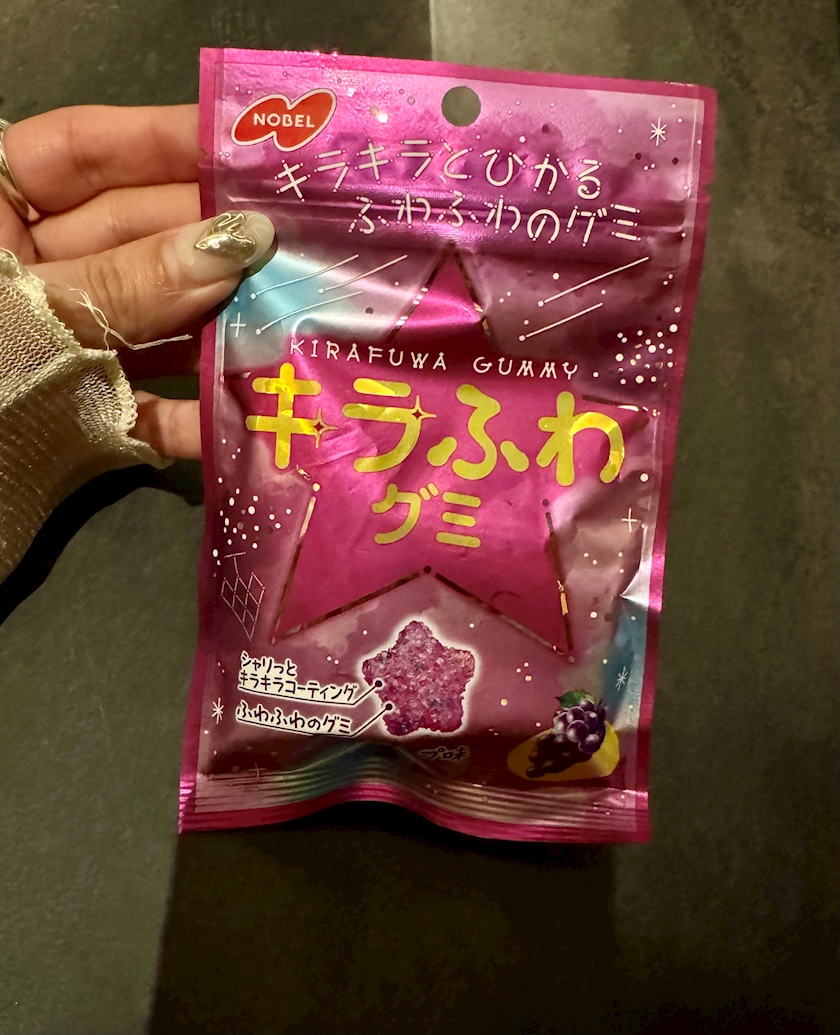 NOBEL
キラキラとひかる
ふわふわのグミ
KIRAFUWA GUMMY
キラふわ
グミ
シャリっと
キラキラコーティング
ふわふわのグミ